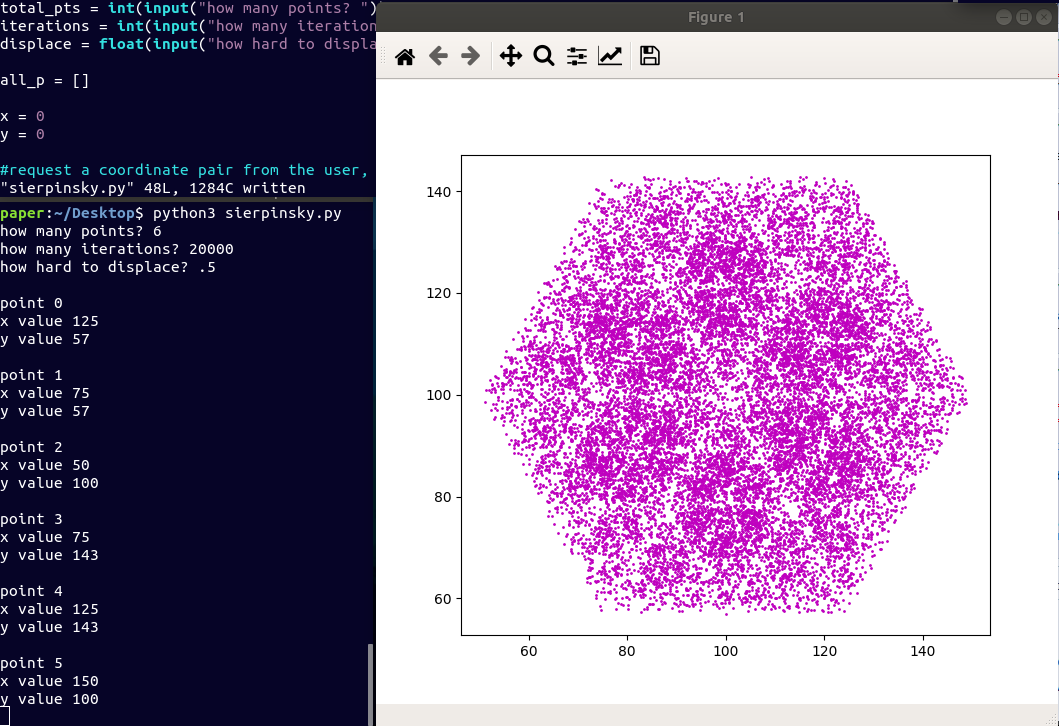 total_pts = int(input("how many points? ")
iterations = int(input("how many iteration
displace = float(input("how hard to displa
all_p = []
x = 0
y = 0
#request a coordinate pair from the user,
"sierpinsky.py" 48L, 1284C written
paper:~/Desktop$ python3 sierpinsky.py
how many points? 6
how many iterations? 20000
how hard to displace? .5
point 0
x value 125
y value 57
point 1
x value 75
y value 57
point 2
x value 50
y value 100
point 3
x value 75
y value 143
point 4
x value 125
y value 143
point 5
x value 150
y value 100
Figure 1
140
120
100
80
60
60 80 100 120 140